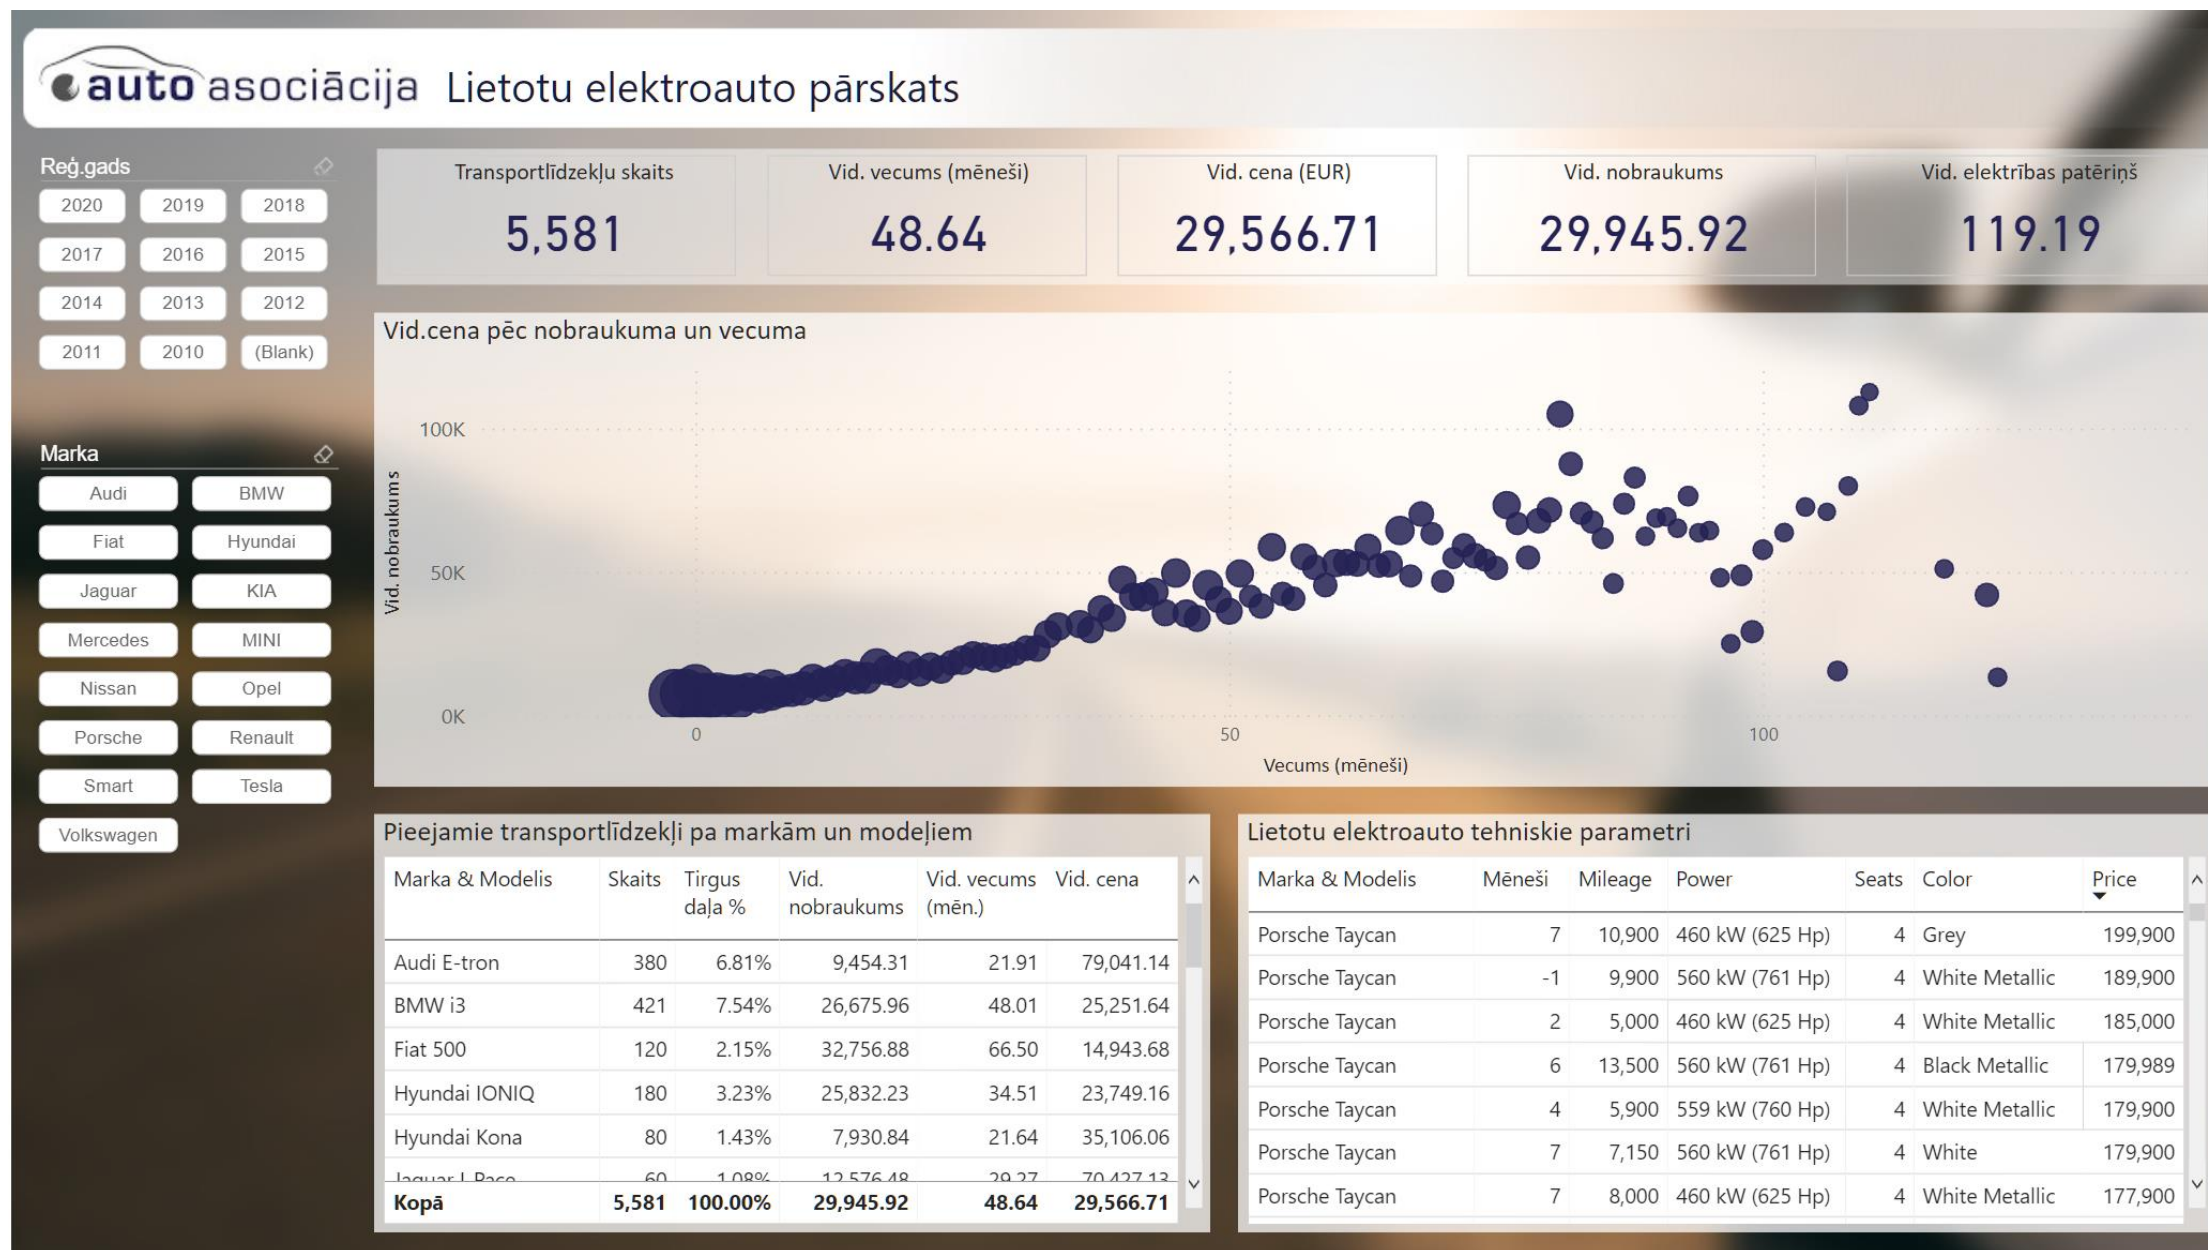 auto asociācija Lietotu elektroauto pārskats
Reģ.gads
2020 2019 2018
2017 2016 2015
2014 2013 2012
2011 2010 (Blank)
Marka
Audi BMW
Fiat Hyundai
Jaguar KIA
Mercedes MINI
Nissan Opel
Porsche Renault
Smart Tesla
Volkswagen
Transportlīdzekļu skaits
5,581
Vid. vecums (mēneši)
48.64
Vid. cena (EUR)
29,566.71
Vid. nobraukums
29,945.92
Vid. elektrības patēriņš
119.19
Vid.cena pēc nobraukuma un vecuma
Vid. nobraukums
100K
50K
0K
0 50 100
Vecums (mēneši)
Pieejamie transportlīdzekļi pa markām un modeļiem
Marka & Modelis Skaits Tirgus daļa % Vid. nobraukums Vid. vecums (mēn.) Vid. cena
Audi E-tron 380 6.81% 9,454.31 21.91 79,041.14
BMW i3 421 7.54% 26,675.96 48.01 25,251.64
Fiat 500 120 2.15% 32,756.88 66.50 14,943.68
Hyundai IONIQ 180 3.23% 25,832.23 34.51 23,749.16
Hyundai Kona 80 1.43% 7,930.84 21.64 35,106.06
Jaguar I-Pace 60 1.08% 12,576.48 29.27 70,427.13
Kopā 5,581 100.00% 29,945.92 48.64 29,566.71
Lietotu elektroauto tehniskie parametri
Marka & Modelis Mēneši Mileage Power Seats Color Price
Porsche Taycan 7 10,900 460 kW (625 Hp) 4 Grey 199,900
Porsche Taycan -1 9,900 560 kW (761 Hp) 4 White Metallic 189,900
Porsche Taycan 2 5,000 460 kW (625 Hp) 4 White Metallic 185,000
Porsche Taycan 6 13,500 560 kW (761 Hp) 4 Black Metallic 179,989
Porsche Taycan 4 5,900 559 kW (760 Hp) 4 White Metallic 179,900
Porsche Taycan 7 7,150 560 kW (761 Hp) 4 White 179,900
Porsche Taycan 7 8,000 460 kW (625 Hp) 4 White Metallic 177,900